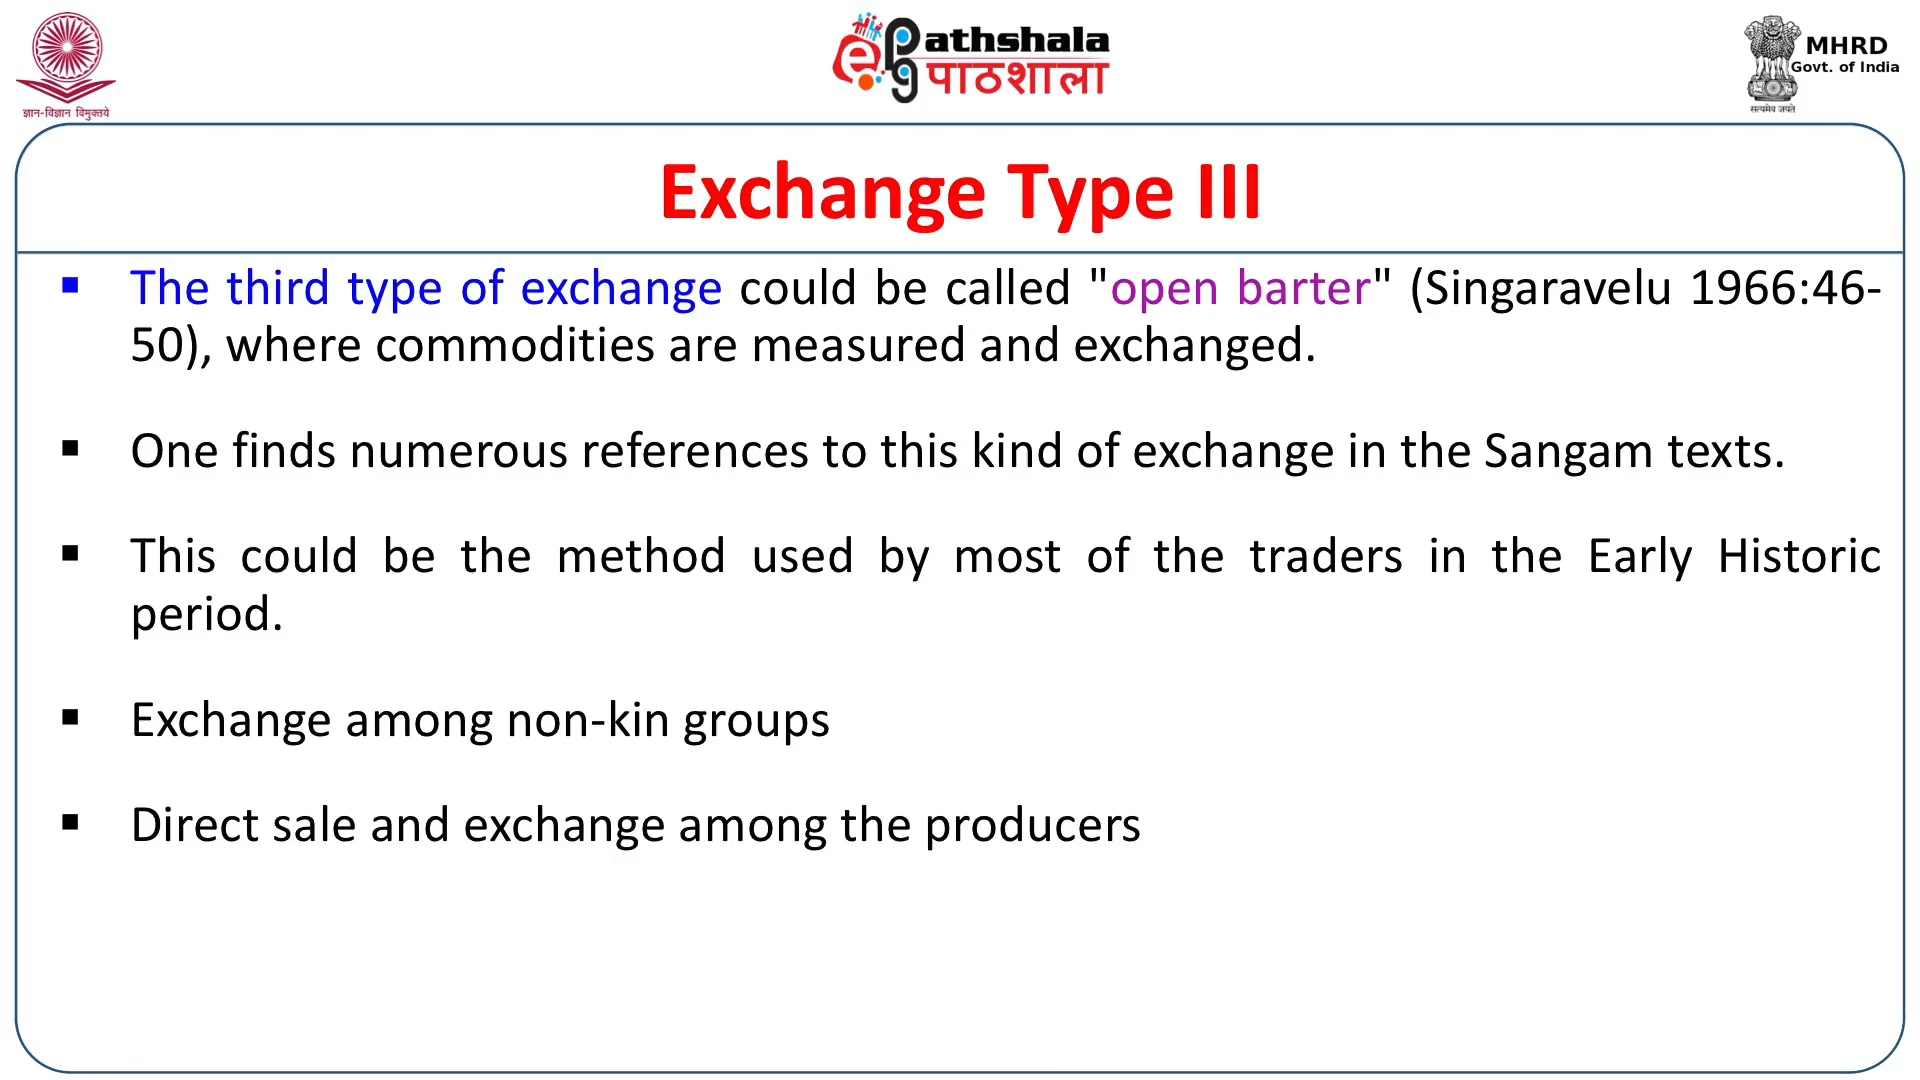 ज्ञान-विज्ञान विमुक्तये
ePathshala
पाठशाला
MHRD
Govt. of India
सत्यमेव जयते
Exchange Type III
▪ The third type of exchange could be called "open barter" (Singaravelu 1966:46-
50), where commodities are measured and exchanged.
▪ One finds numerous references to this kind of exchange in the Sangam texts.
▪ This could be the method used by most of the traders in the Early Historic
period.
▪ Exchange among non-kin groups
▪ Direct sale and exchange among the producers